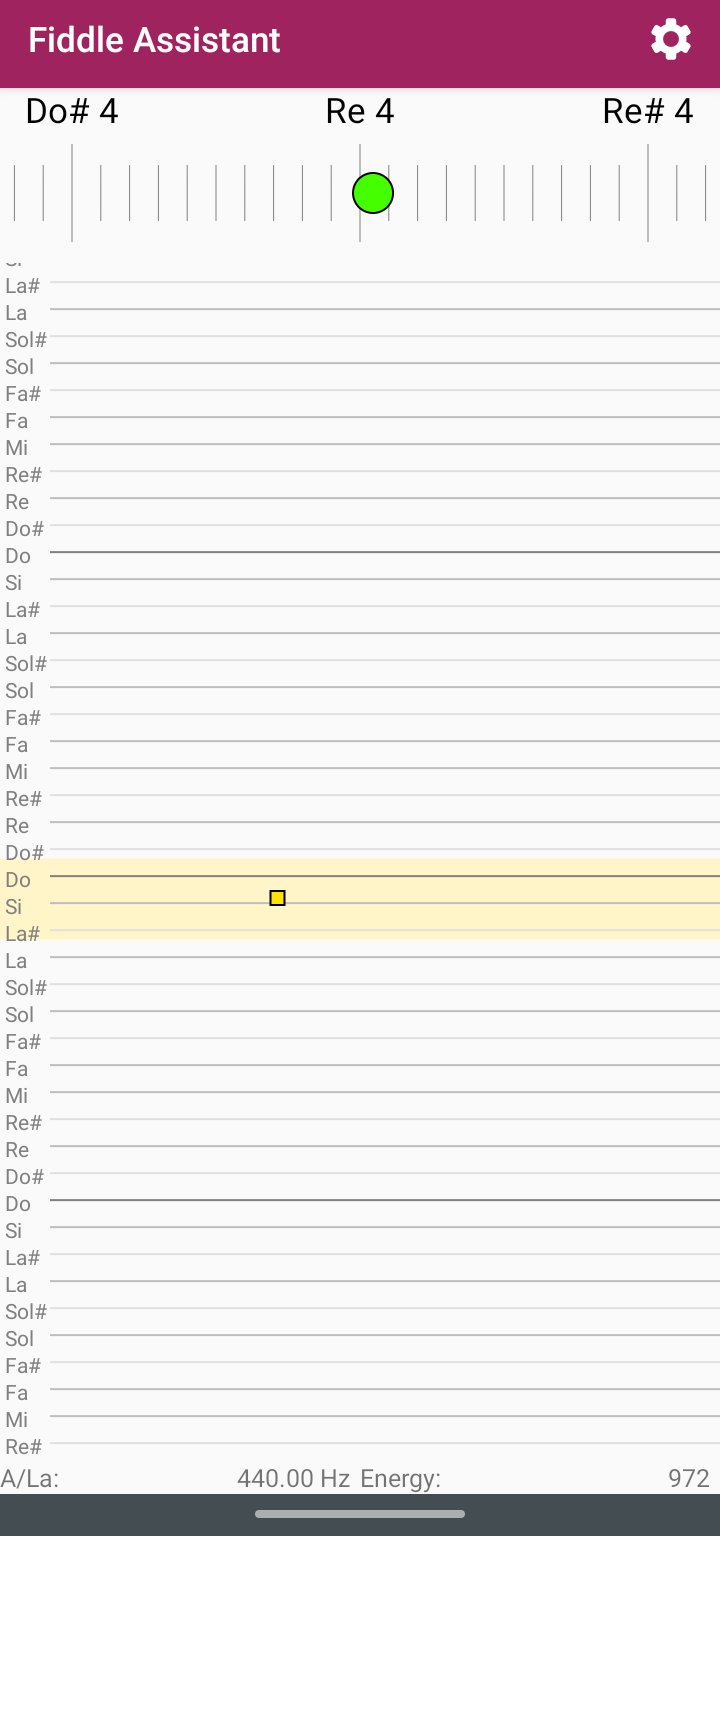 Fiddle Assistant
Do# 4 Re 4 Re# 4
La#
La
Sol#
Sol
Fa#
Fa
Mi
Re#
Re
Do#
Do
Si
La#
La
Sol#
Sol
Fa#
Fa
Mi
Re#
Re
Do#
Do
Si
La#
La
Sol#
Sol
Fa#
Fa
Mi
Re#
Re
Do#
Do
Si
La#
La
Sol#
Sol
Fa#
Fa
Mi
Re#
A/La: 440.00 Hz Energy: 972